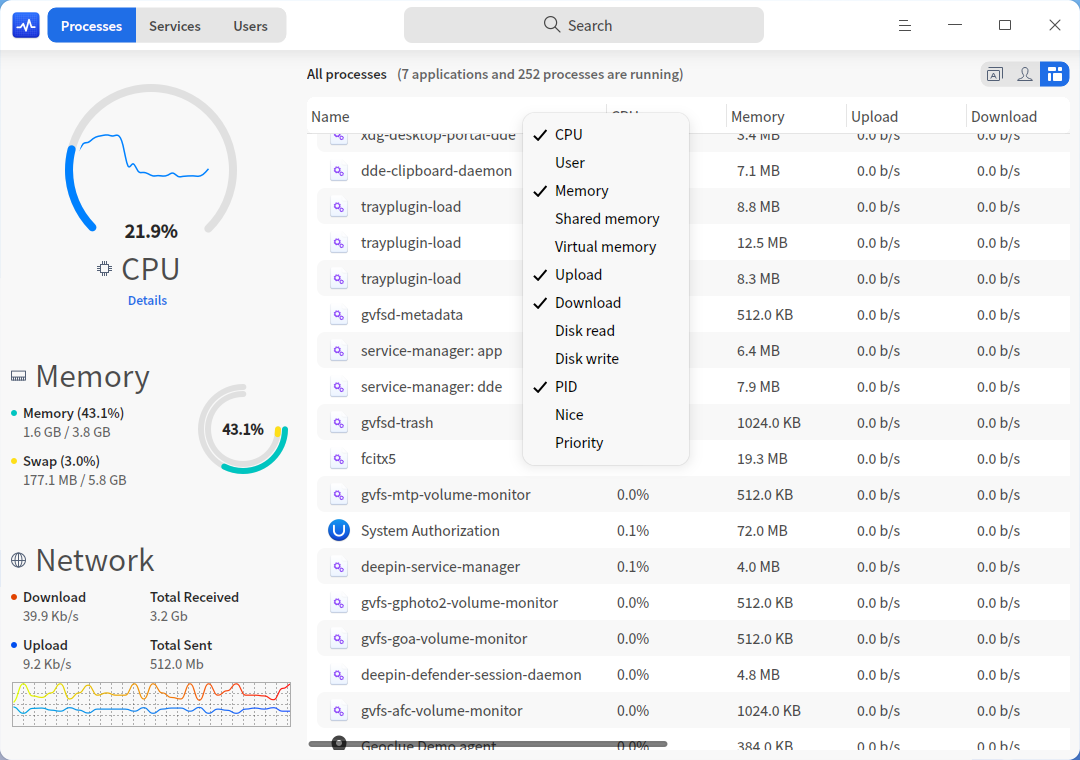 Processes Services Users Search
All processes (7 applications and 252 processes are running)
Name CPU Memory Upload Download
xdg-desktop-portal-dde 3.4 MB 0.0 b/s 0.0 b/s
dde-clipboard-daemon 7.1 MB 0.0 b/s 0.0 b/s
trayplugin-load 8.8 MB 0.0 b/s 0.0 b/s
trayplugin-load 12.5 MB 0.0 b/s 0.0 b/s
trayplugin-load 8.3 MB 0.0 b/s 0.0 b/s
gvfsd-metadata 512.0 KB 0.0 b/s 0.0 b/s
service-manager: app 6.4 MB 0.0 b/s 0.0 b/s
service-manager: dde 7.9 MB 0.0 b/s 0.0 b/s
gvfsd-trash 1024.0 KB 0.0 b/s 0.0 b/s
fcitx5 19.3 MB 0.0 b/s 0.0 b/s
gvfs-mtp-volume-monitor 0.0% 512.0 KB 0.0 b/s 0.0 b/s
System Authorization 0.1% 72.0 MB 0.0 b/s 0.0 b/s
deepin-service-manager 0.1% 4.0 MB 0.0 b/s 0.0 b/s
gvfs-gphoto2-volume-monitor 0.0% 512.0 KB 0.0 b/s 0.0 b/s
gvfs-goa-volume-monitor 0.0% 512.0 KB 0.0 b/s 0.0 b/s
deepin-defender-session-daemon 0.0% 4.8 MB 0.0 b/s 0.0 b/s
gvfs-afc-volume-monitor 0.0% 1024.0 KB 0.0 b/s 0.0 b/s
Geoclue Demo agent 0.0% 384.0 KB 0.0 b/s 0.0 b/s
CPU
User
Memory
Shared memory
Virtual memory
Upload
Download
Disk read
Disk write
PID
Nice
Priority
21.9%
CPU
Details
Memory
Memory (43.1%)
1.6 GB / 3.8 GB
Swap (3.0%)
177.1 MB / 5.8 GB
43.1%
Network
Download Total Received
39.9 Kb/s 3.2 Gb
Upload Total Sent
9.2 Kb/s 512.0 Mb